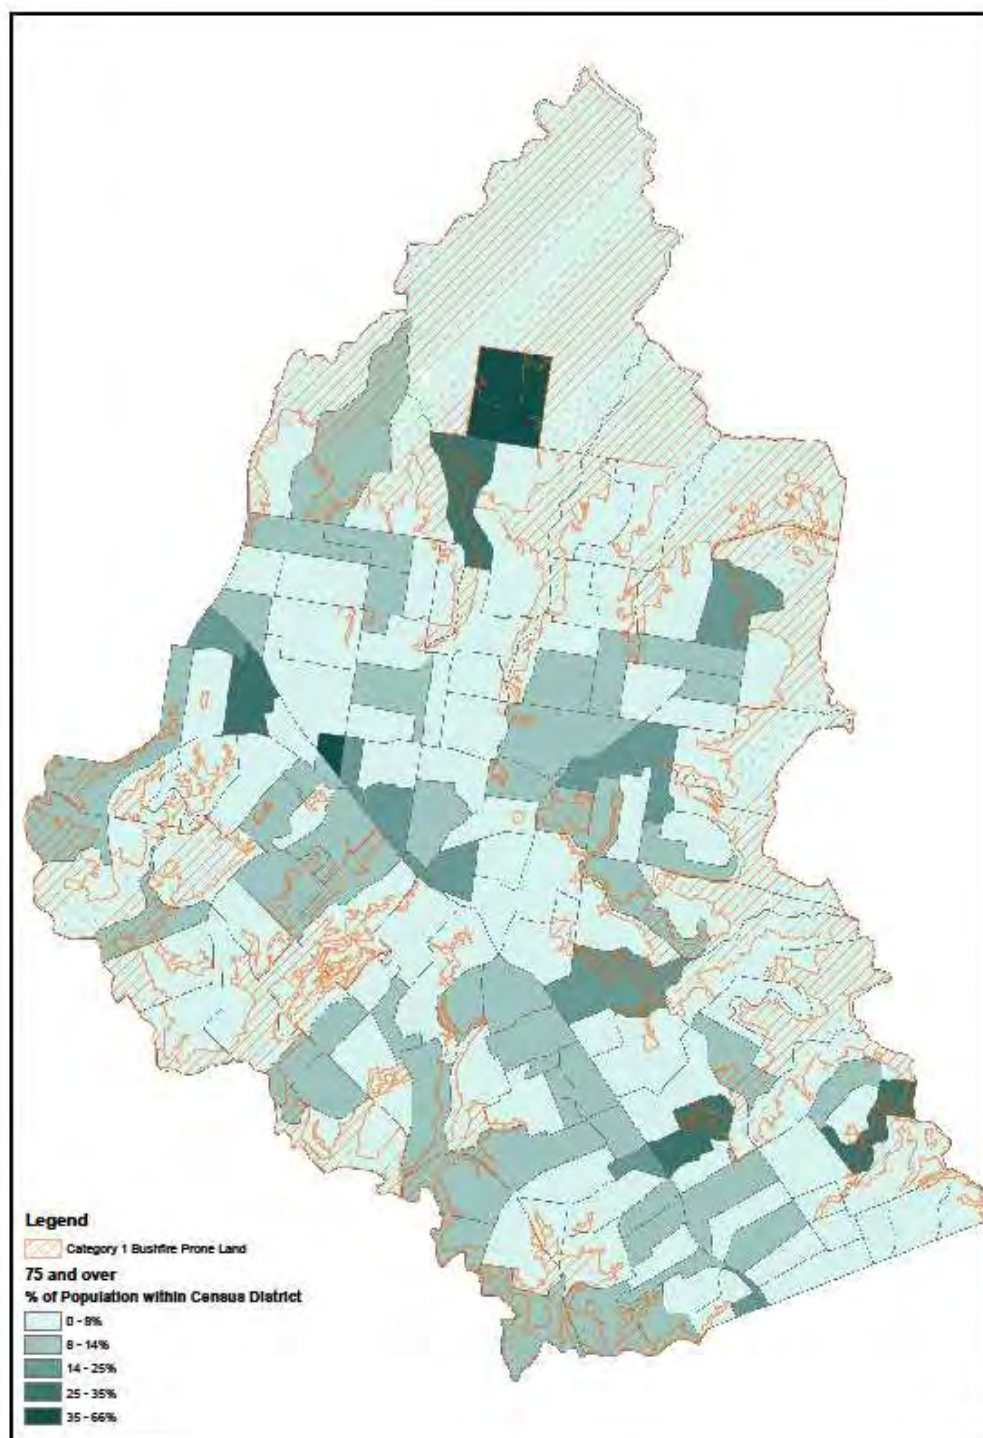 Legend
Category 1 Bushfire Prone Land
75 and over
% of Population within Census District
0 - 8%
8 - 14%
14 - 25%
25 - 35%
35 - 66%